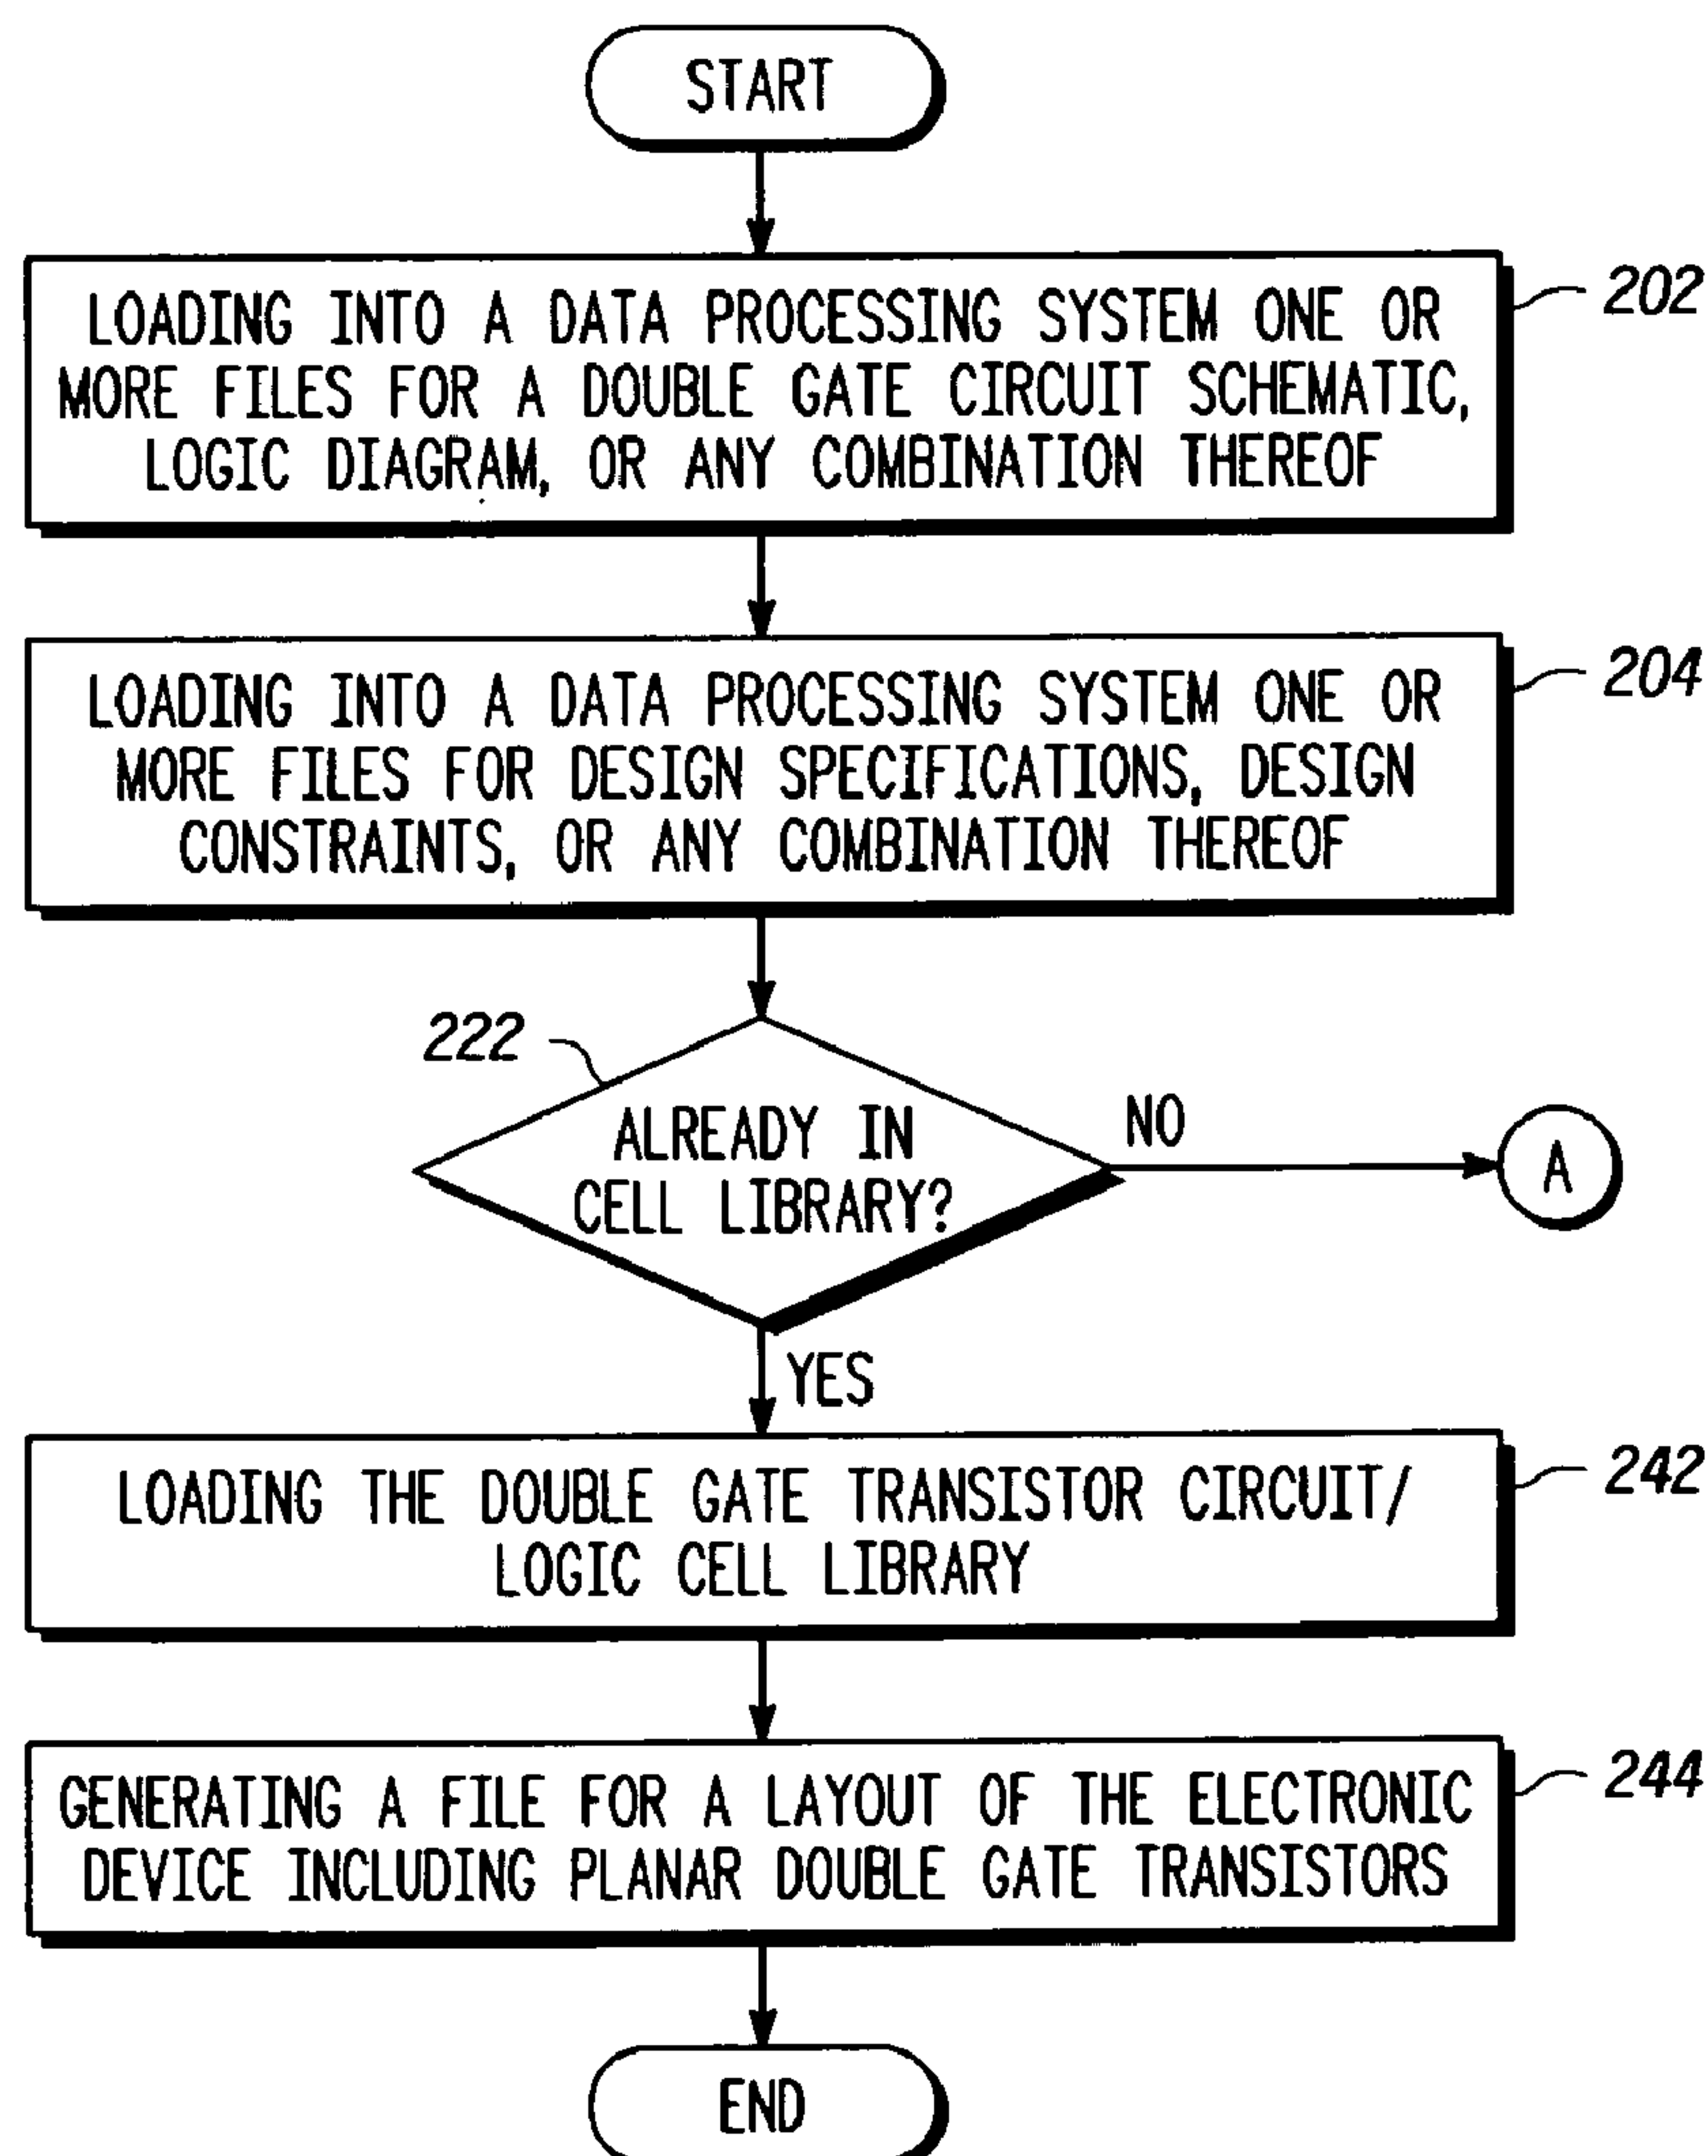 START
LOADING INTO A DATA PROCESSING SYSTEM ONE OR
MORE FILES FOR A DOUBLE GATE CIRCUIT SCHEMATIC,
LOGIC DIAGRAM, OR ANY COMBINATION THEREOF
202
LOADING INTO A DATA PROCESSING SYSTEM ONE OR
MORE FILES FOR DESIGN SPECIFICATIONS, DESIGN
CONSTRAINTS, OR ANY COMBINATION THEREOF
204
222
ALREADY IN
CELL LIBRARY?
NO
A
YES
LOADING THE DOUBLE GATE TRANSISTOR CIRCUIT/
LOGIC CELL LIBRARY
242
GENERATING A FILE FOR A LAYOUT OF THE ELECTRONIC
DEVICE INCLUDING PLANAR DOUBLE GATE TRANSISTORS
244
END